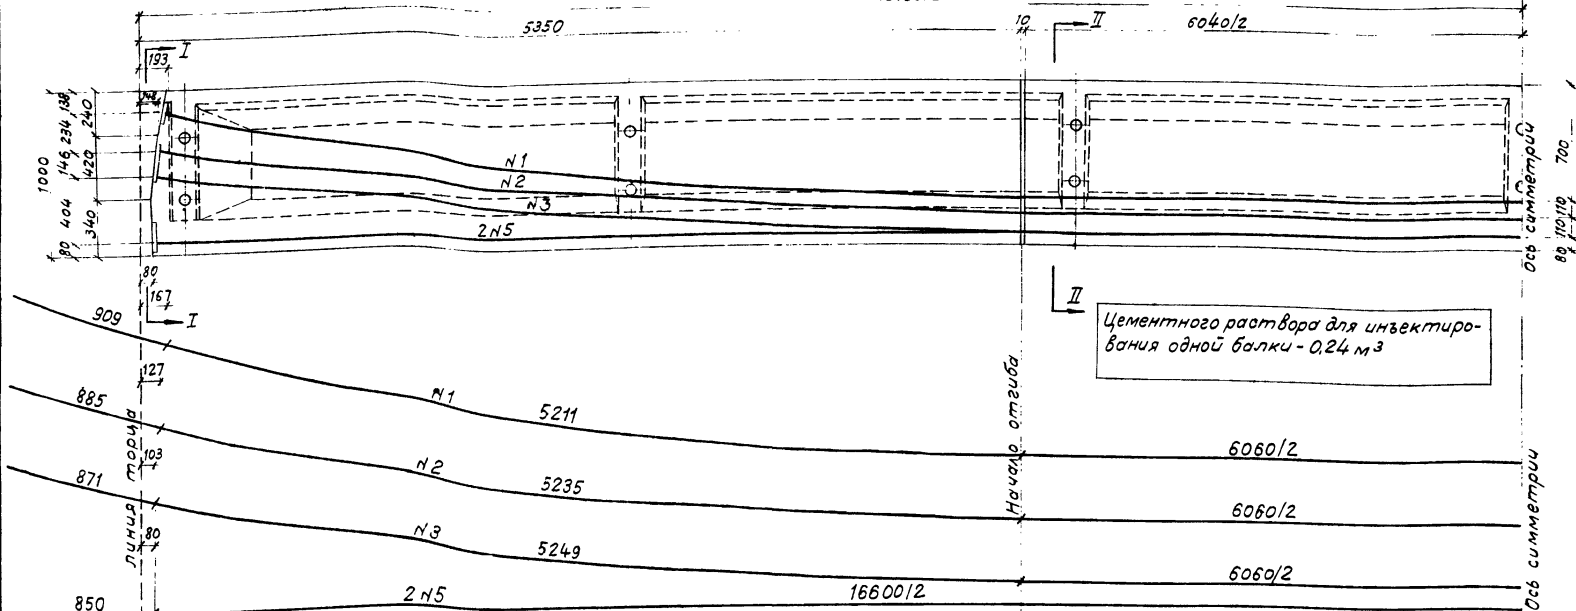 5350
10
II
6040/2
I
193
148
138
240
234
146
420
1000
404
340
80
N1
N2
N3
2N5
700
110
110
80
Ось симметрии
80
167
I
II
Цементного раствора для инъектиро-
вания одной балки - 0,24 м³
909
127
N1
5211
6060/2
885
103
N2
5235
6060/2
871
80
N3
5249
6060/2
850
2N5
16600/2
линия торца
Начало отгиба
Ось симметрии